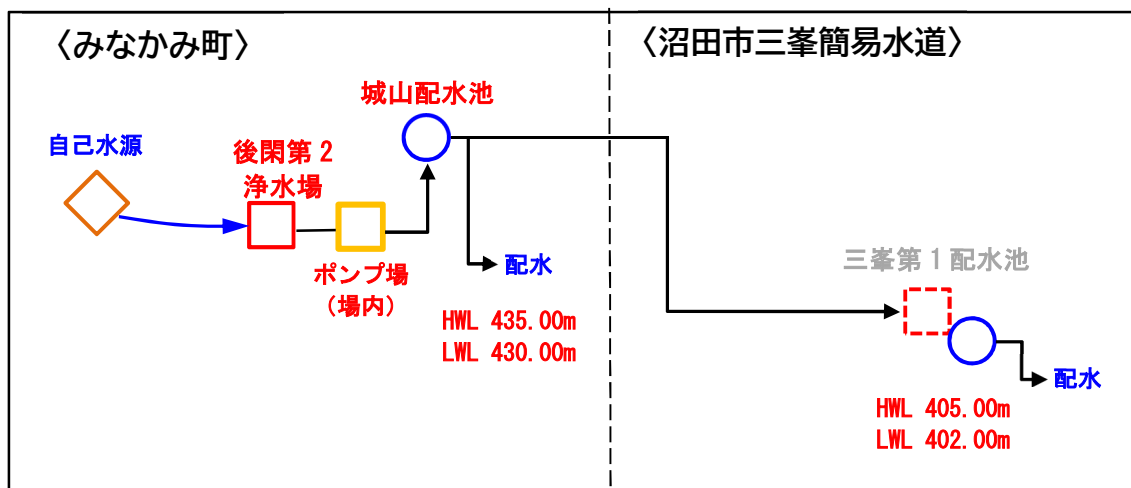 〈みなかみ町〉
〈沼田市三峯簡易水道〉
城山配水池
自己水源
後閑第2
浄水場
ポンプ場
（場内）
配水
HWL 435.00m
LWL 430.00m
三峯第1配水池
配水
HWL 405.00m
LWL 402.00m